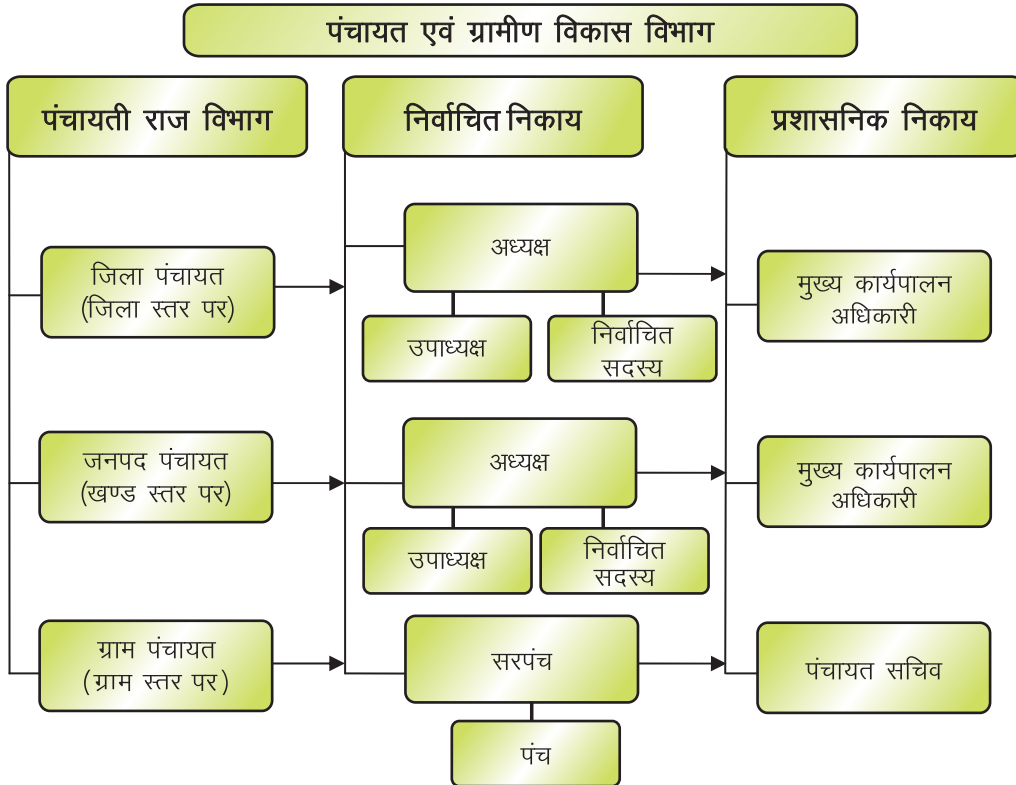 पंचायत एवं ग्रामीण विकास विभाग
पंचायती राज विभाग
निर्वाचित निकाय
प्रशासनिक निकाय
जिला पंचायत
(जिला स्तर पर)
अध्यक्ष
उपाध्यक्ष
निर्वाचित
सदस्य
मुख्य कार्यपालन
अधिकारी
जनपद पंचायत
(खण्ड स्तर पर)
अध्यक्ष
उपाध्यक्ष
निर्वाचित
सदस्य
मुख्य कार्यपालन
अधिकारी
ग्राम पंचायत
(ग्राम स्तर पर)
सरपंच
पंच
पंचायत सचिव